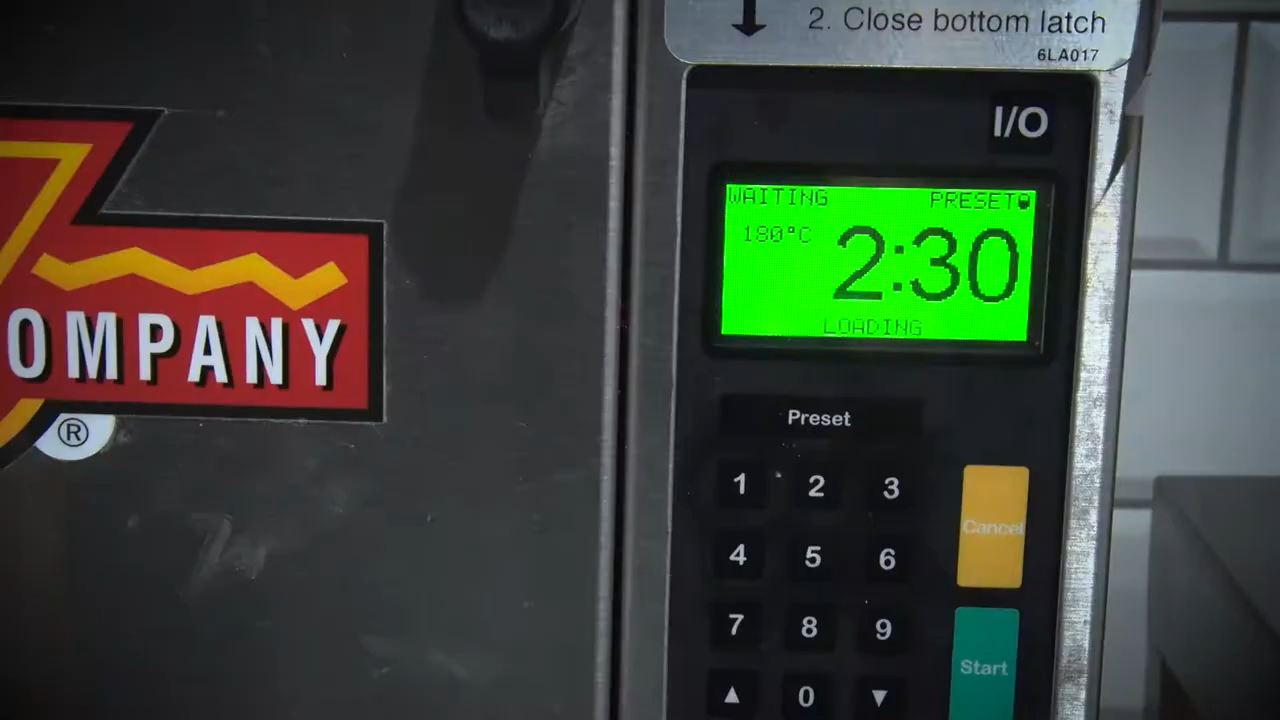 2. Close bottom latch
6LA017
I/O
WAITING PRESET
180°C 2:30
LOADING
OMPANY
®
Preset
1 2 3
Cancel
4 5 6
7 8 9
Start
▲ 0 ▼